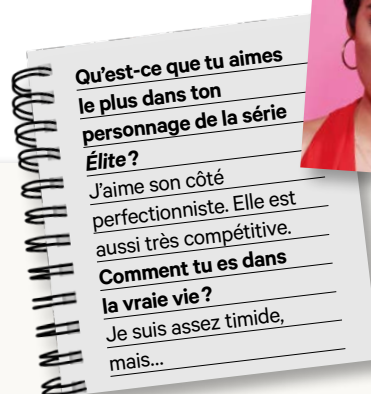 Qu’est-ce que tu aimes
le plus dans ton
personnage de la série
Élite ?
J’aime son côté
perfectionniste. Elle est
aussi très compétitive.
Comment tu es dans
la vraie vie ?
Je suis assez timide,
mais...